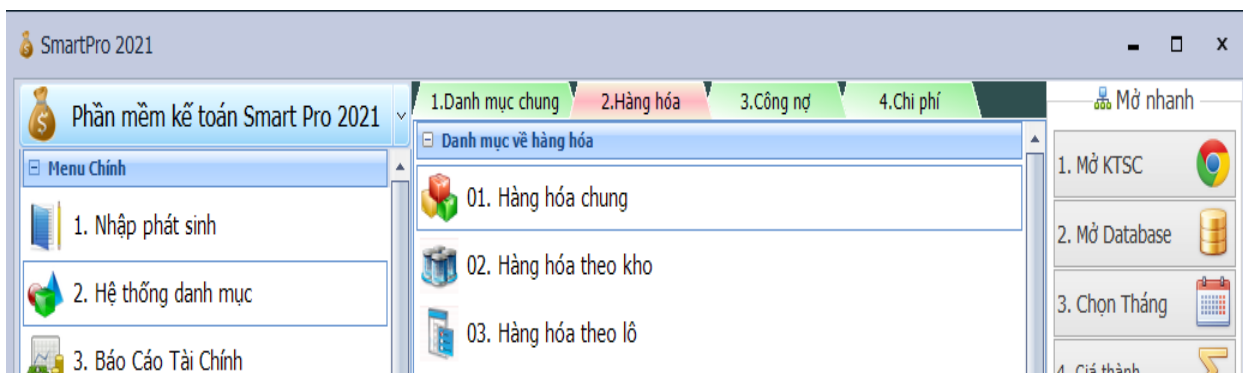 SmartPro 2021
Phần mềm kế toán Smart Pro 2021
Menu Chính
1. Nhập phát sinh
2. Hệ thống danh mục
3. Báo Cáo Tài Chính
1.Danh mục chung
2.Hàng hóa
3.Công nợ
4.Chi phí
Danh mục về hàng hóa
01. Hàng hóa chung
02. Hàng hóa theo kho
03. Hàng hóa theo lô
Mở nhanh
1. Mở KTSC
2. Mở Database
3. Chọn Tháng
4. Giá thành